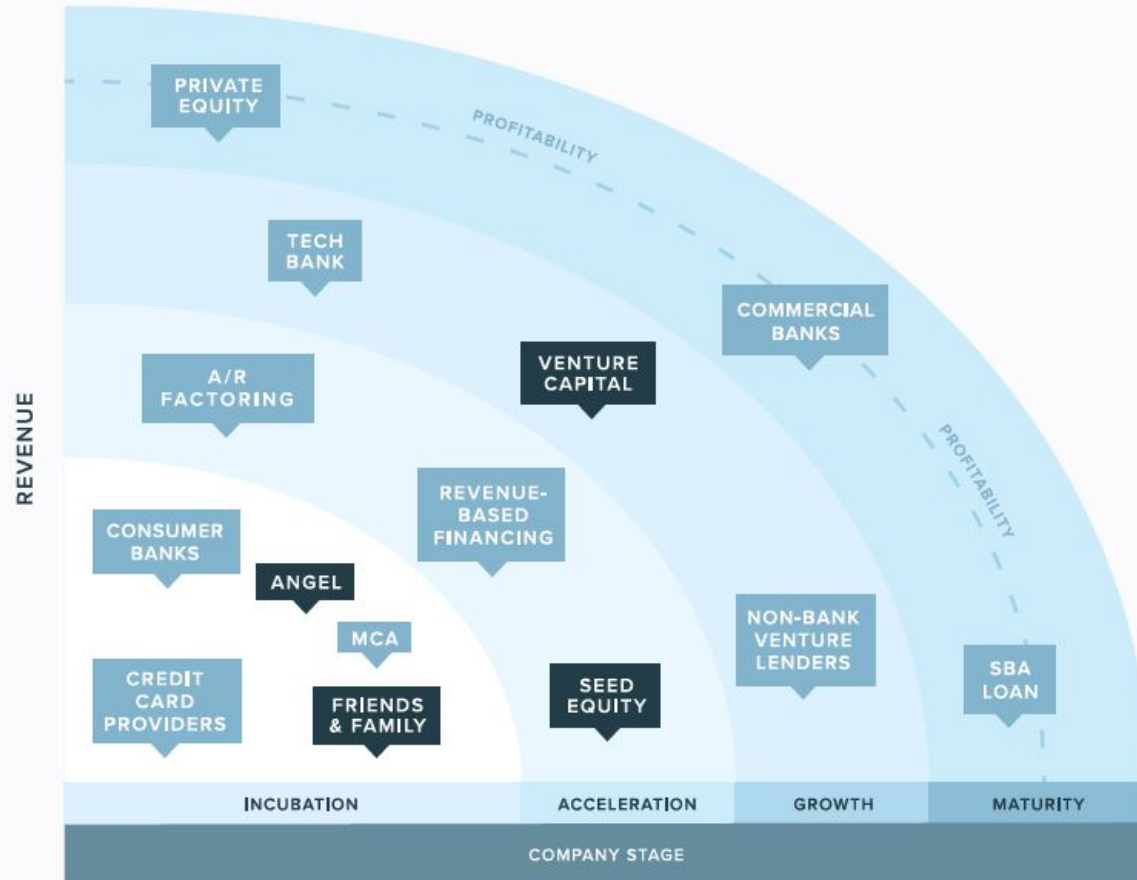 PRIVATE
EQUITY
PROFITABILITY
TECH
BANK
COMMERCIAL
BANKS
VENTURE
CAPITAL
A/R
FACTORING
REVENUE
PROFITABILITY
REVENUE-
BASED
FINANCING
CONSUMER
BANKS
ANGEL
MCA
NON-BANK
VENTURE
LENDERS
CREDIT
CARD
PROVIDERS
FRIENDS
& FAMILY
SEED
EQUITY
SBA
LOAN
INCUBATION
ACCELERATION
GROWTH
MATURITY
COMPANY STAGE